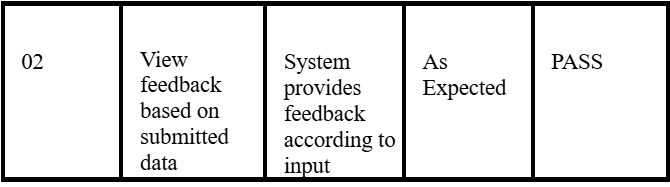 02
View
feedback
based on
submitted
data
System
provides
feedback
according to
input
As
Expected
PASS